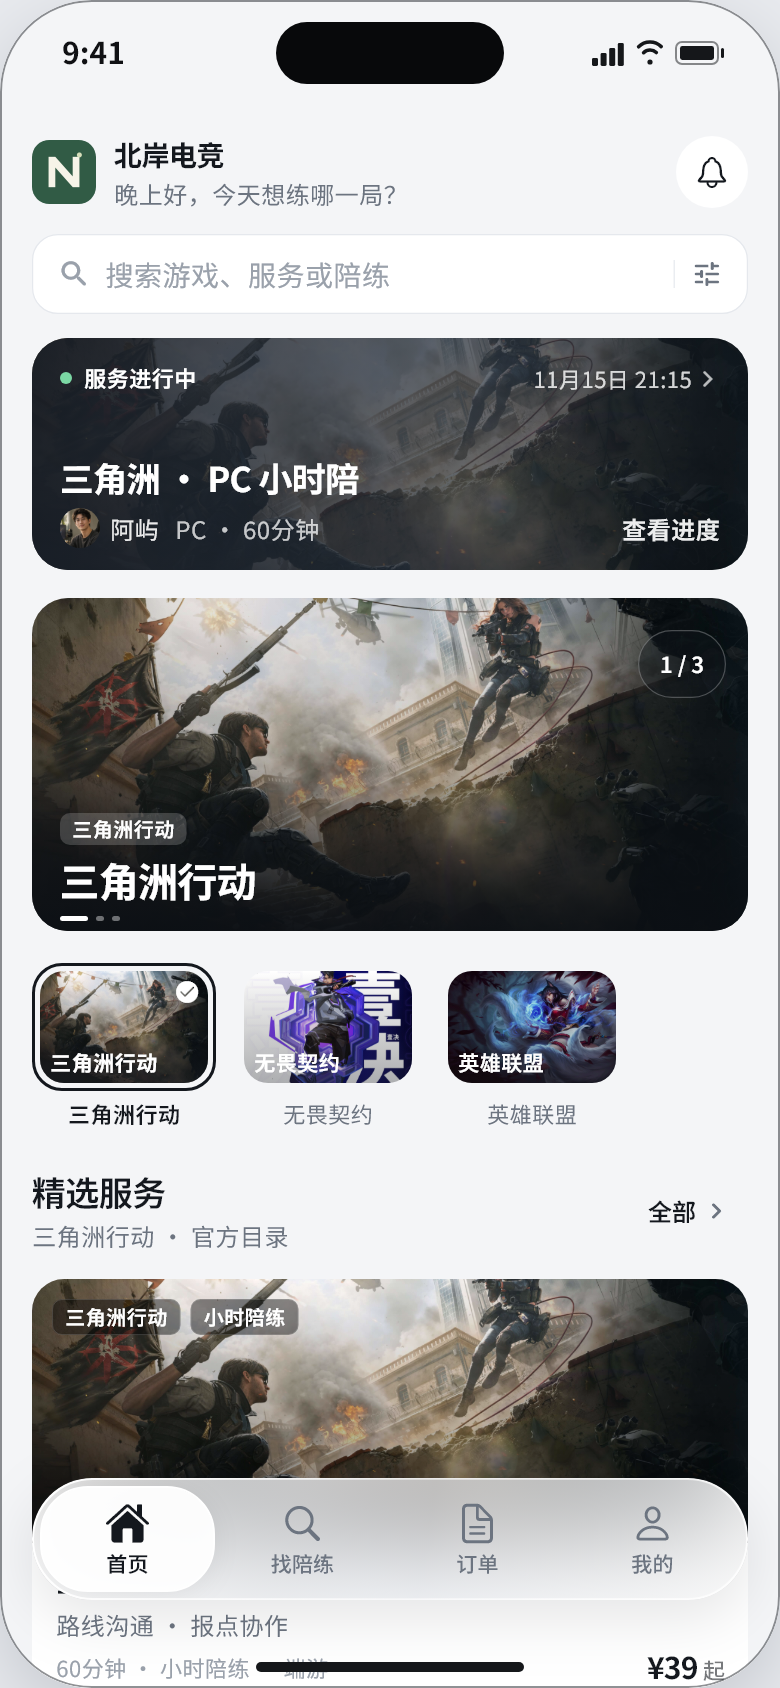 9:41
N
北岸电竞
晚上好，今天想练哪一局？
搜索游戏、服务或陪练
服务进行中
11月15日 21:15
三角洲 · PC 小时陪
阿屿 PC · 60分钟
查看进度
1 / 3
三角洲行动
三角洲行动
三角洲行动
壹
决
无畏契约
英雄联盟
三角洲行动
无畏契约
英雄联盟
精选服务
全部
三角洲行动 · 官方目录
三角洲行动
小时陪练
首页
找陪练
订单
我的
路线沟通 · 报点协作
60分钟 · 小时陪练
端游
¥39 起